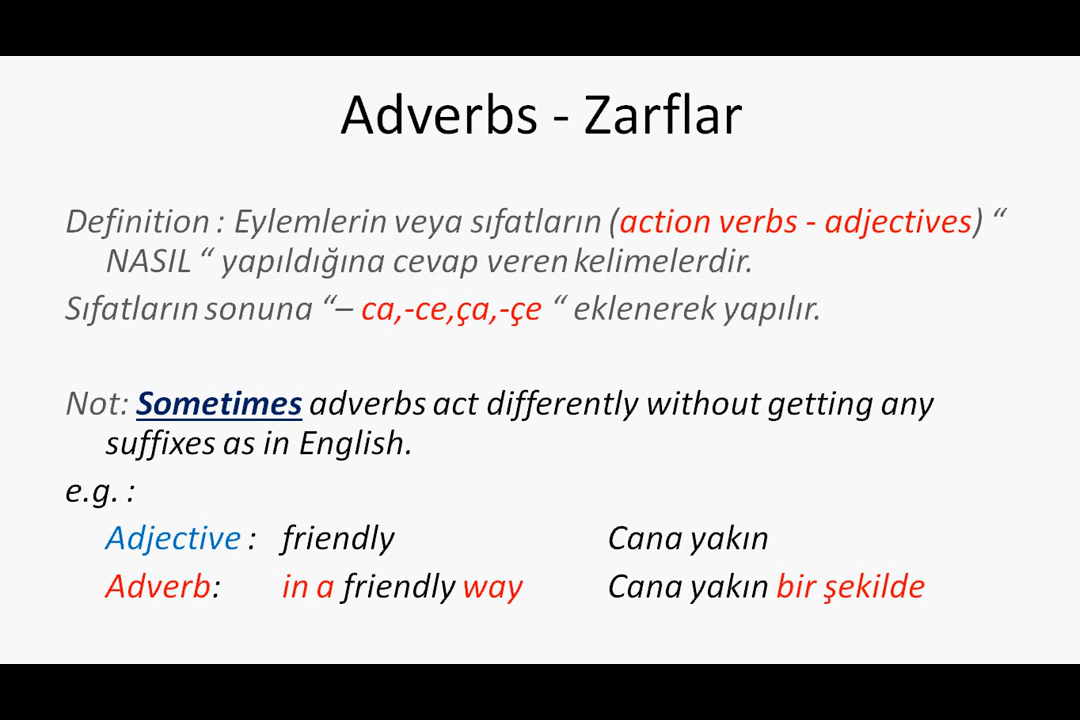 Adverbs - Zarflar
Definition : Eylemlerin veya sıfatların (action verbs - adjectives) “
NASIL “ yapıldığına cevap veren kelimelerdir.
Sıfatların sonuna “– ca,-ce,ça,-çe “ eklenerek yapılır.
Not: Sometimes adverbs act differently without getting any
suffixes as in English.
e.g. :
Adjective : friendly Cana yakın
Adverb: in a friendly way Cana yakın bir şekilde